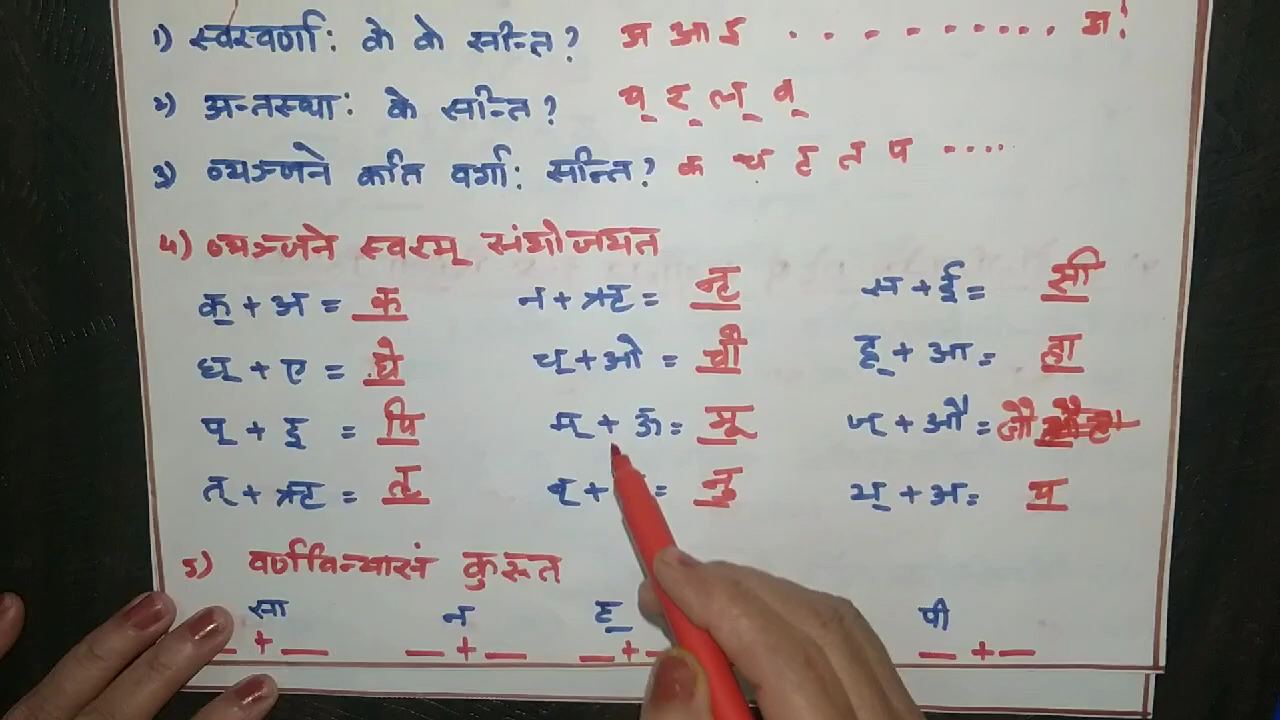 1) स्वरवर्णाः के के सन्ति? अ आ इ . . . . . . . . . . अः
2) अन्तस्थाः के सन्ति? य् र् ल् व्
3) व्यञ्जने कति वर्गाः सन्ति? क च ट त प .....
4) व्यञ्जने स्वरम् संयोजयत
क् + अ = क न + ऋ = नृ स + ई = सी
ध् + ए = धे च् + ओ = चो ह् + आ = हा
प् + इ = पि म् + ऊ = मू ज् + औ = जौ
त् + ऋ = तृ व् + = वु य् + अ = य
5) वर्णविन्यासं कुरूत
सा न ह् पी
_ + _ _ + _ _ + _ _ + _